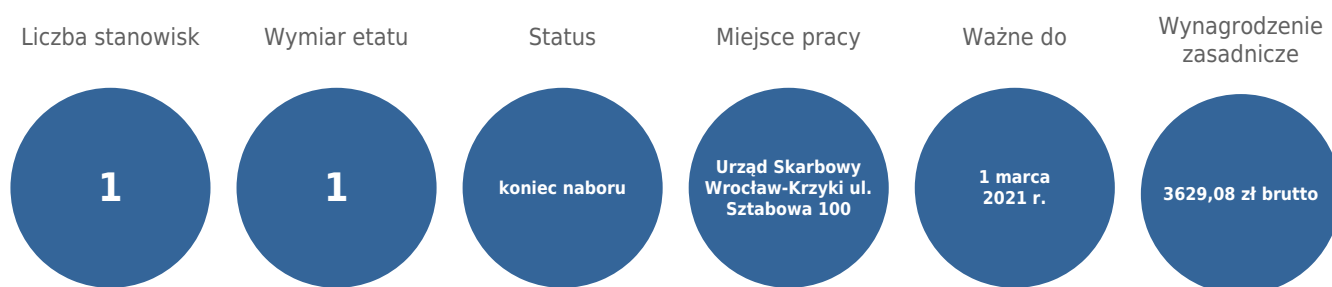 Liczba stanowisk
1
Wymiar etatu
1
Status
koniec naboru
Miejsce pracy
Urząd Skarbowy
Wrocław-Krzyki ul.
Sztabowa 100
Ważne do
1 marca
2021 r.
Wynagrodzenie
zasadnicze
3629,08 zł brutto